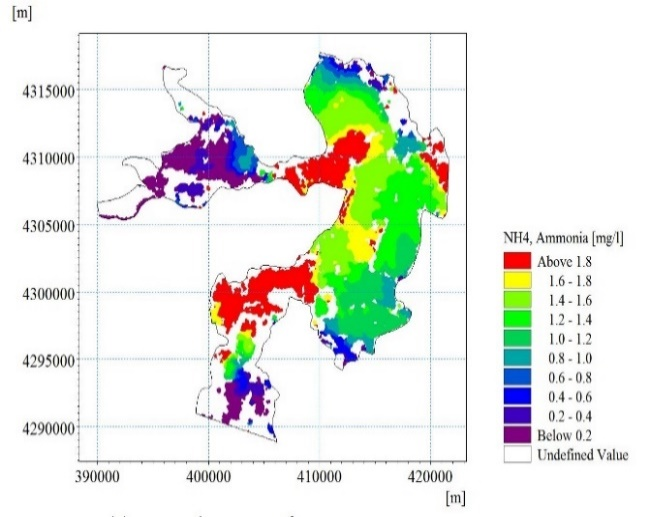 [m]
4315000
4310000
4305000
4300000
4295000
4290000
390000 400000 410000 420000
[m]
NH4, Ammonia [mg/l]
Above 1.8
1.6 - 1.8
1.4 - 1.6
1.2 - 1.4
1.0 - 1.2
0.8 - 1.0
0.6 - 0.8
0.4 - 0.6
0.2 - 0.4
Below 0.2
Undefined Value